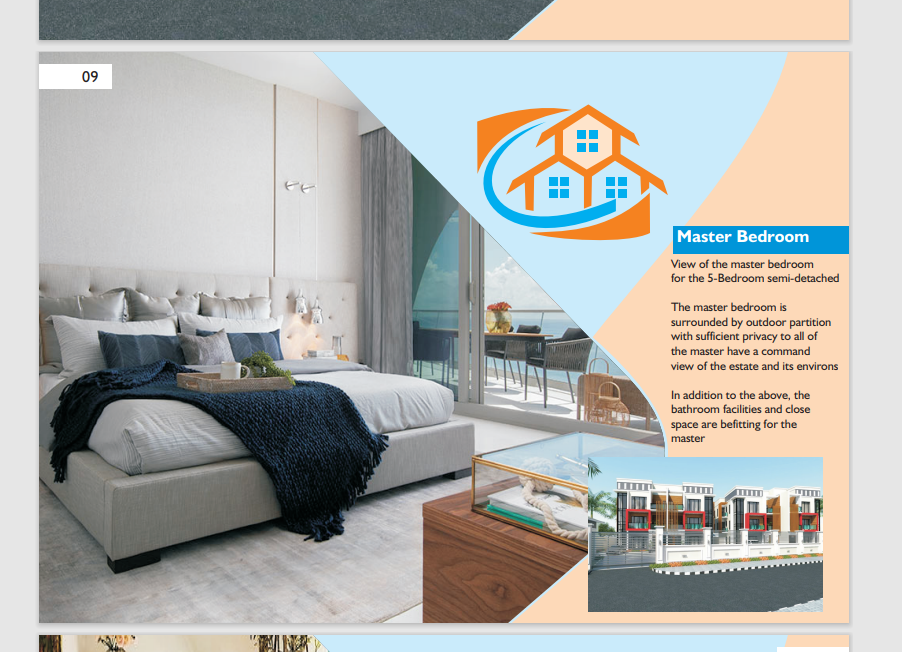 09
Master Bedroom
View of the master bedroom
for the 5-Bedroom semi-detached
The master bedroom is
surrounded by outdoor partition
with sufficient privacy to all of
the master have a command
view of the estate and its environs
In addition to the above, the
bathroom facilities and close
space are befitting for the
master